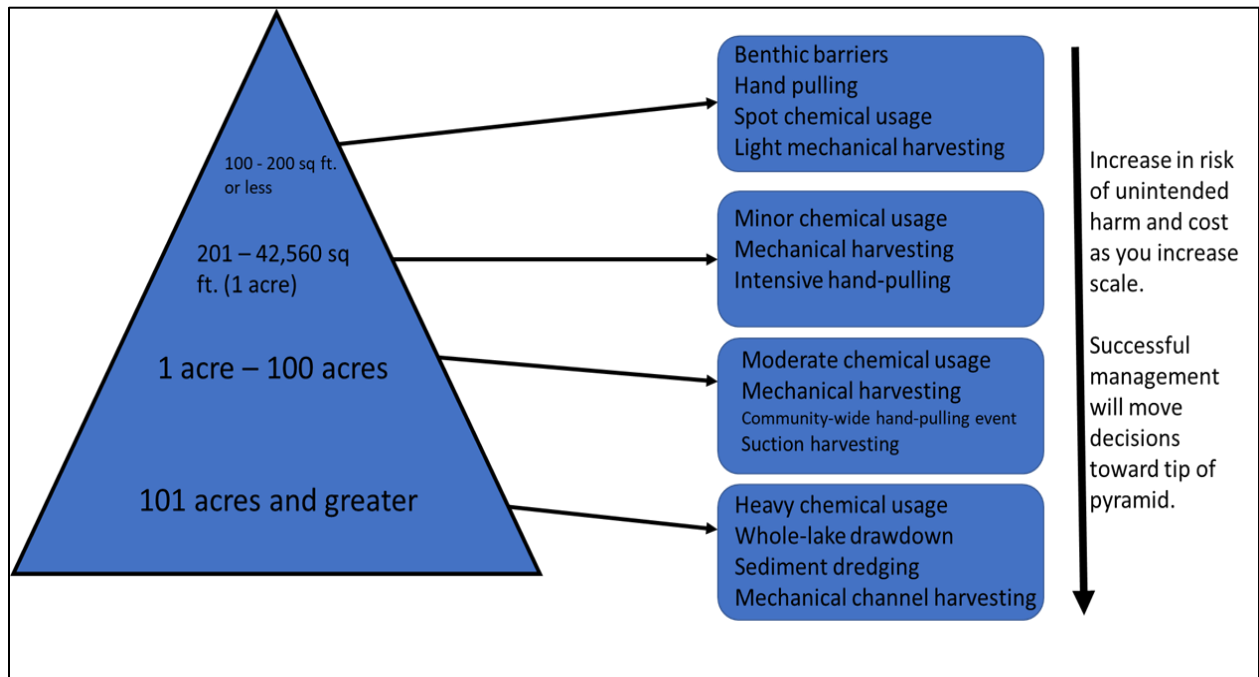 100 - 200 sq ft.
or less
201 – 42,560 sq
ft. (1 acre)
1 acre – 100 acres
101 acres and greater
Benthic barriers
Hand pulling
Spot chemical usage
Light mechanical harvesting
Minor chemical usage
Mechanical harvesting
Intensive hand-pulling
Moderate chemical usage
Mechanical harvesting
Community-wide hand-pulling event
Suction harvesting
Heavy chemical usage
Whole-lake drawdown
Sediment dredging
Mechanical channel harvesting
Increase in risk
of unintended
harm and cost
as you increase
scale.
Successful
management
will move
decisions
toward tip of
pyramid.